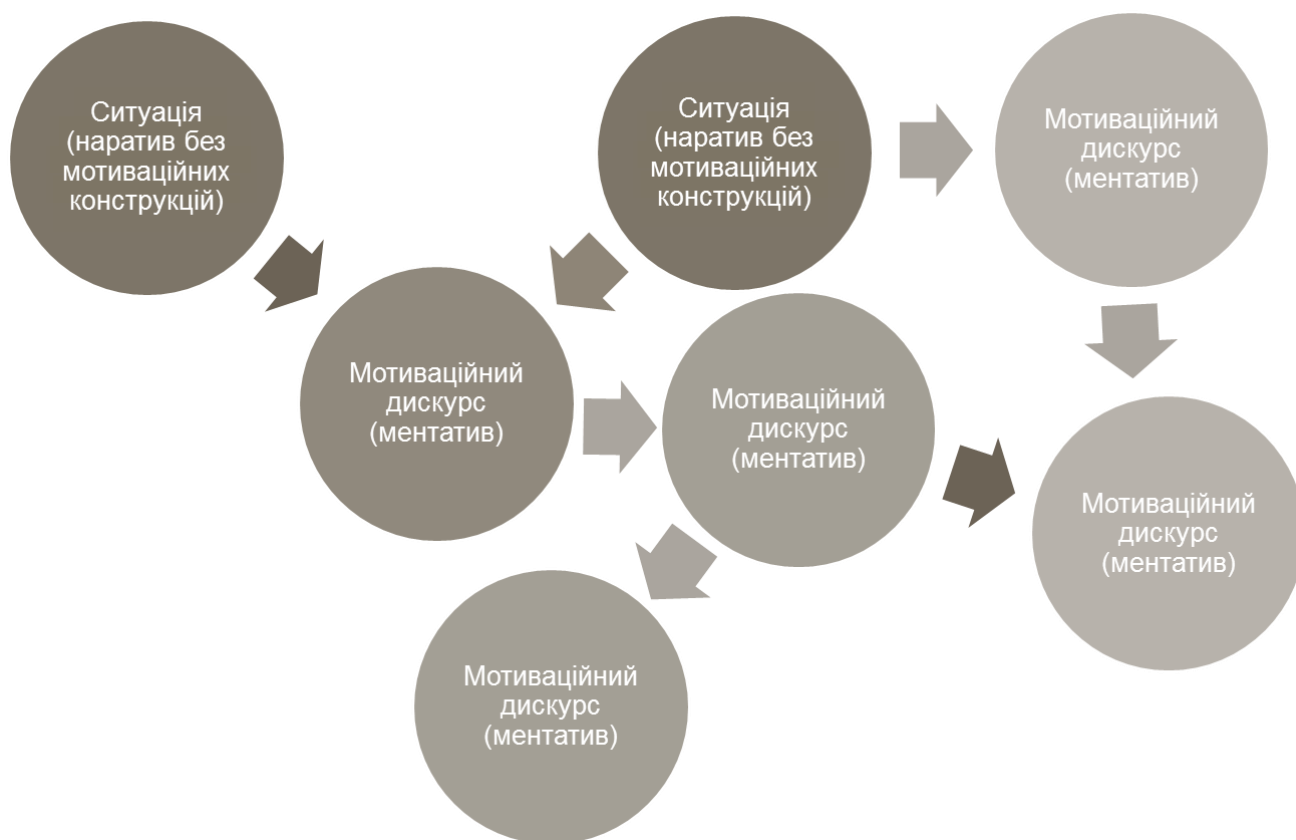 Ситуація
(наратив без
мотиваційних
конструкцій)
Ситуація
(наратив без
мотиваційних
конструкцій)
Мотиваційний
дискурс
(ментатив)
Мотиваційний
дискурс
(ментатив)
Мотиваційний
дискурс
(ментатив)
Мотиваційний
дискурс
(ментатив)
Мотиваційний
дискурс
(ментатив)